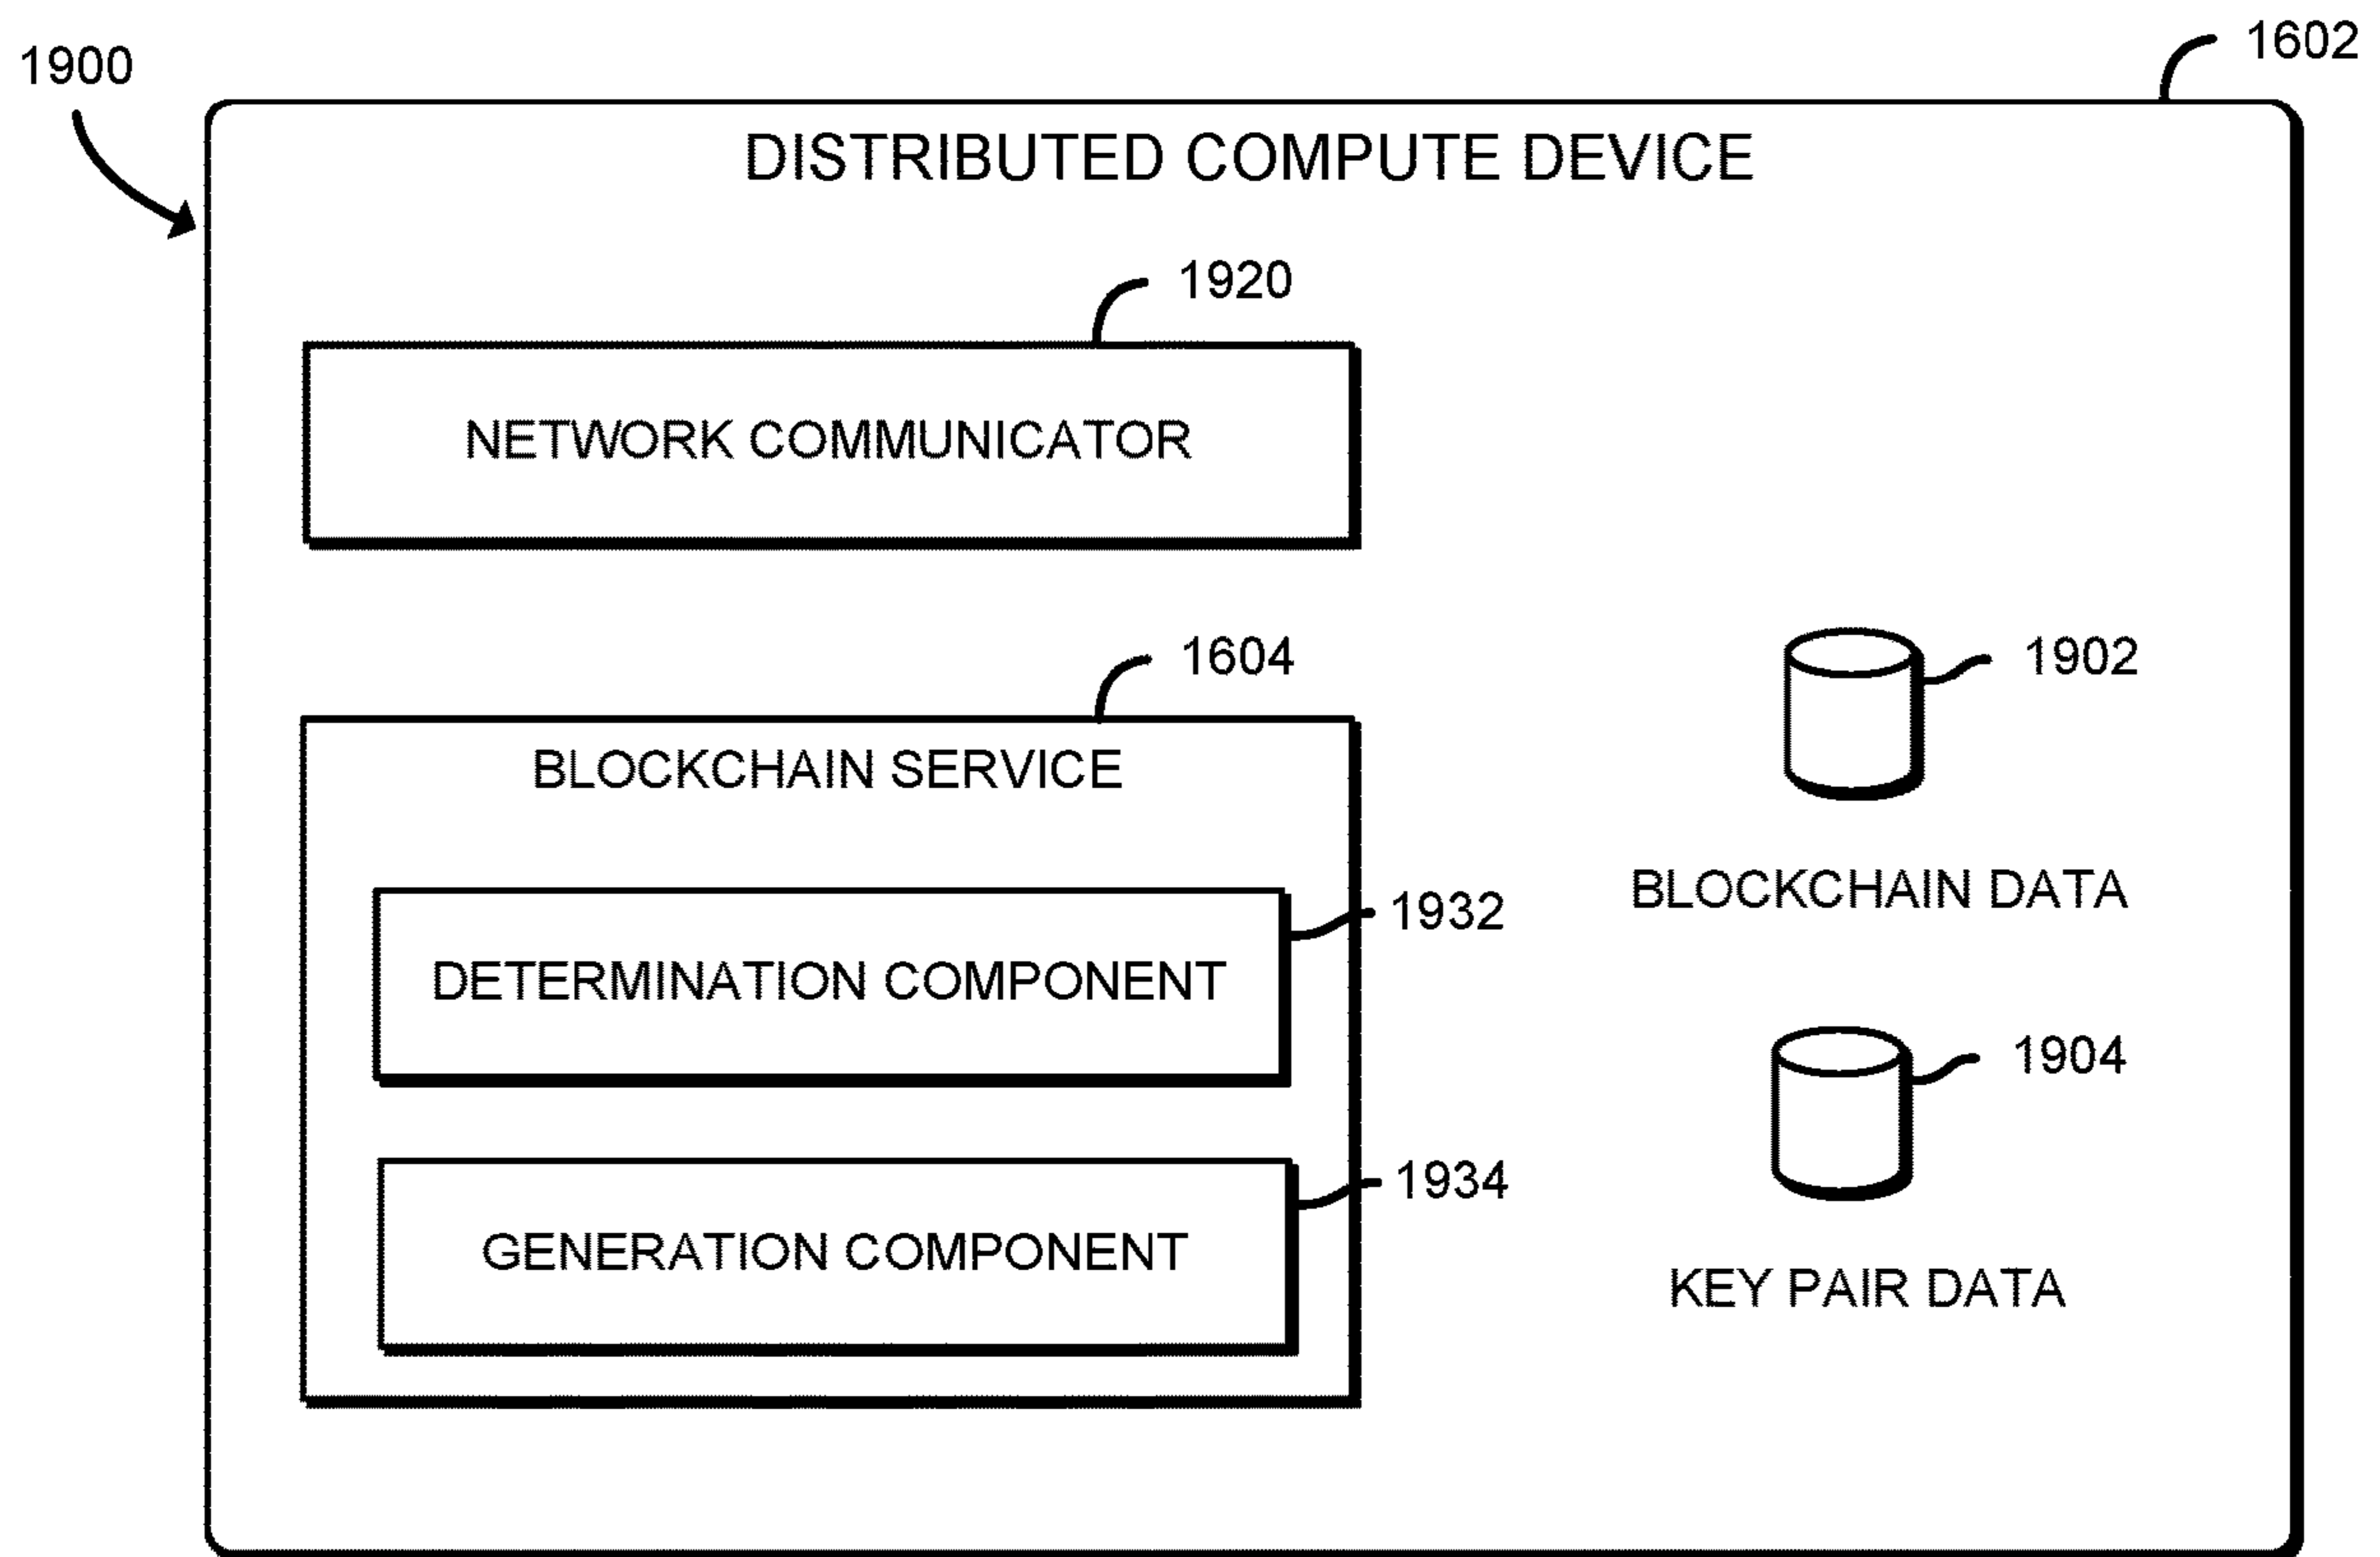 1900
1602
DISTRIBUTED COMPUTE DEVICE
1920
NETWORK COMMUNICATOR
1604
BLOCKCHAIN SERVICE
1932
DETERMINATION COMPONENT
1934
GENERATION COMPONENT
1902
BLOCKCHAIN DATA
1904
KEY PAIR DATA